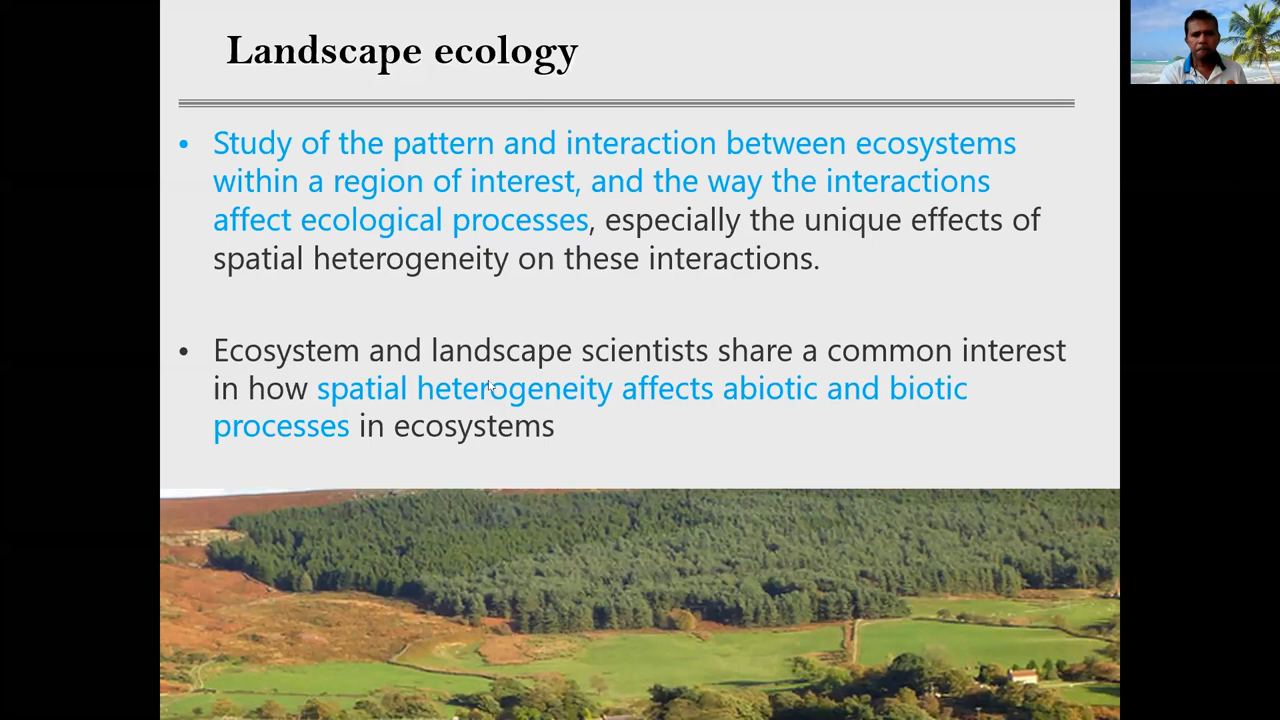 Landscape ecology
• Study of the pattern and interaction between ecosystems
within a region of interest, and the way the interactions
affect ecological processes, especially the unique effects of
spatial heterogeneity on these interactions.
• Ecosystem and landscape scientists share a common interest
in how spatial heterogeneity affects abiotic and biotic
processes in ecosystems